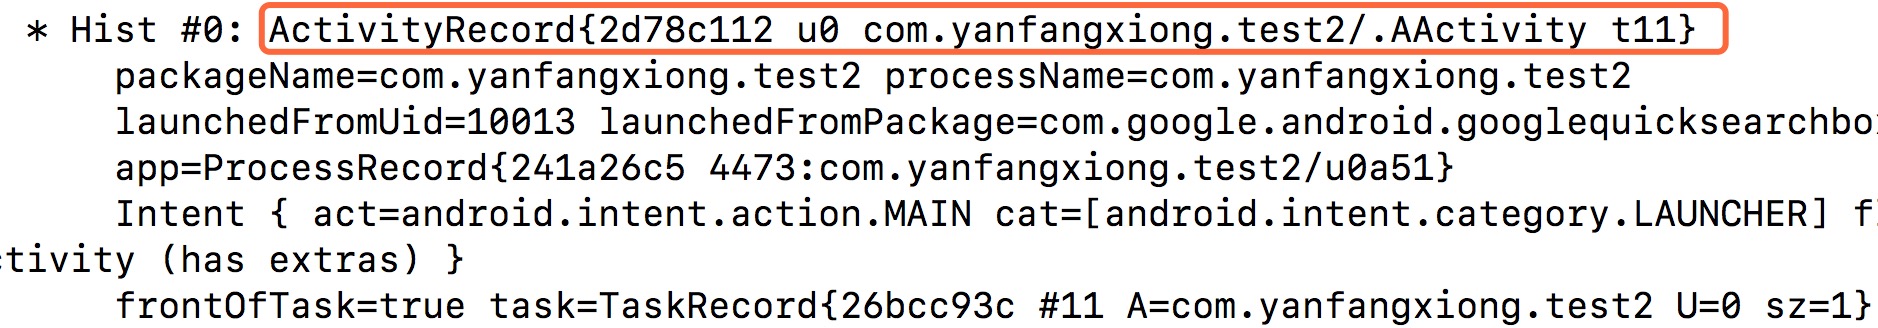 * Hist #0: ActivityRecord{2d78c112 u0 com.yanfangxiong.test2/.AActivity t11}
packageName=com.yanfangxiong.test2 processName=com.yanfangxiong.test2
launchedFromUid=10013 launchedFromPackage=com.google.android.googlequicksearchbo
app=ProcessRecord{241a26c5 4473:com.yanfangxiong.test2/u0a51}
Intent { act=android.intent.action.MAIN cat=[android.intent.category.LAUNCHER] fl
ctivity (has extras) }
frontOfTask=true task=TaskRecord{26bcc93c #11 A=com.yanfangxiong.test2 U=0 sz=1}